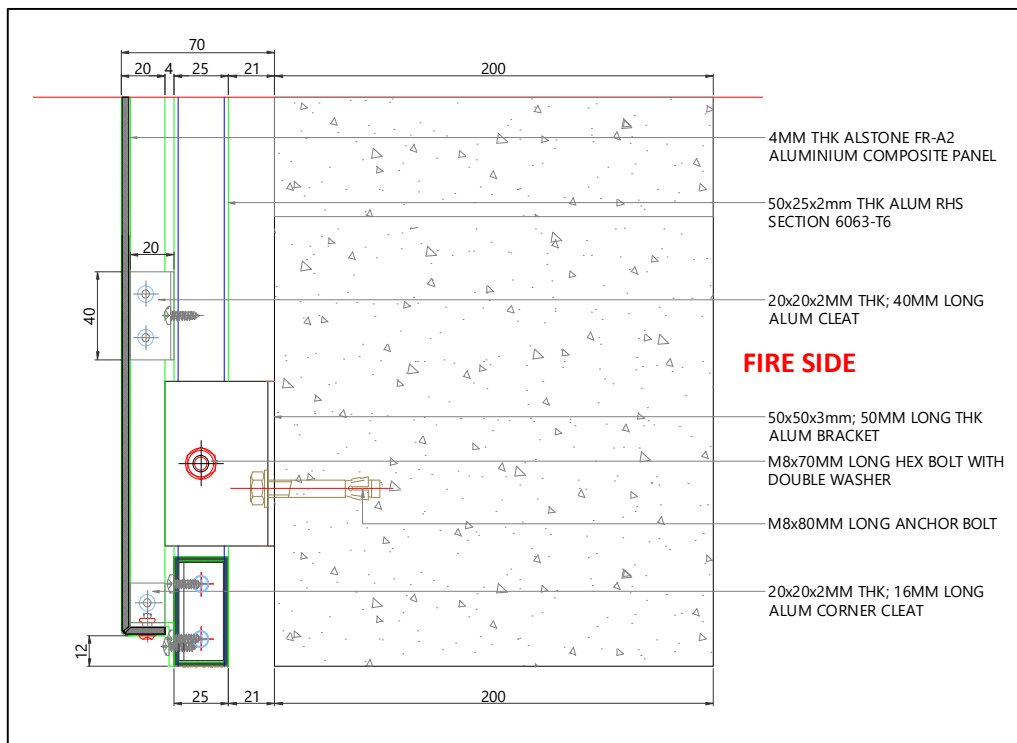 70
20 4 25 21 200
4MM THK ALSTONE FR-A2
ALUMINIUM COMPOSITE PANEL
50x25x2mm THK ALUM RHS
SECTION 6063-T6
20
40
20x20x2MM THK; 40MM LONG
ALUM CLEAT
FIRE SIDE
50x50x3mm; 50MM LONG THK
ALUM BRACKET
M8x70MM LONG HEX BOLT WITH
DOUBLE WASHER
M8x80MM LONG ANCHOR BOLT
20x20x2MM THK; 16MM LONG
ALUM CORNER CLEAT
12
25 21 200